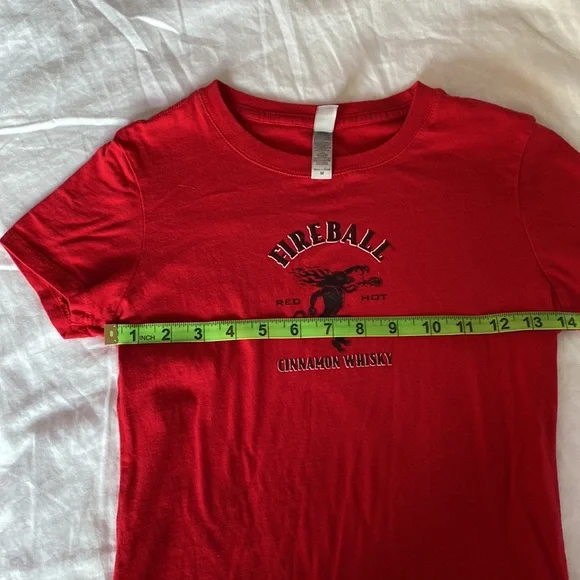 M
FIREBALL
RED HOT
1 INCH 2 3 4 5 6 7 8 9 10 11 12 13 14
CINNAMON WHISKY